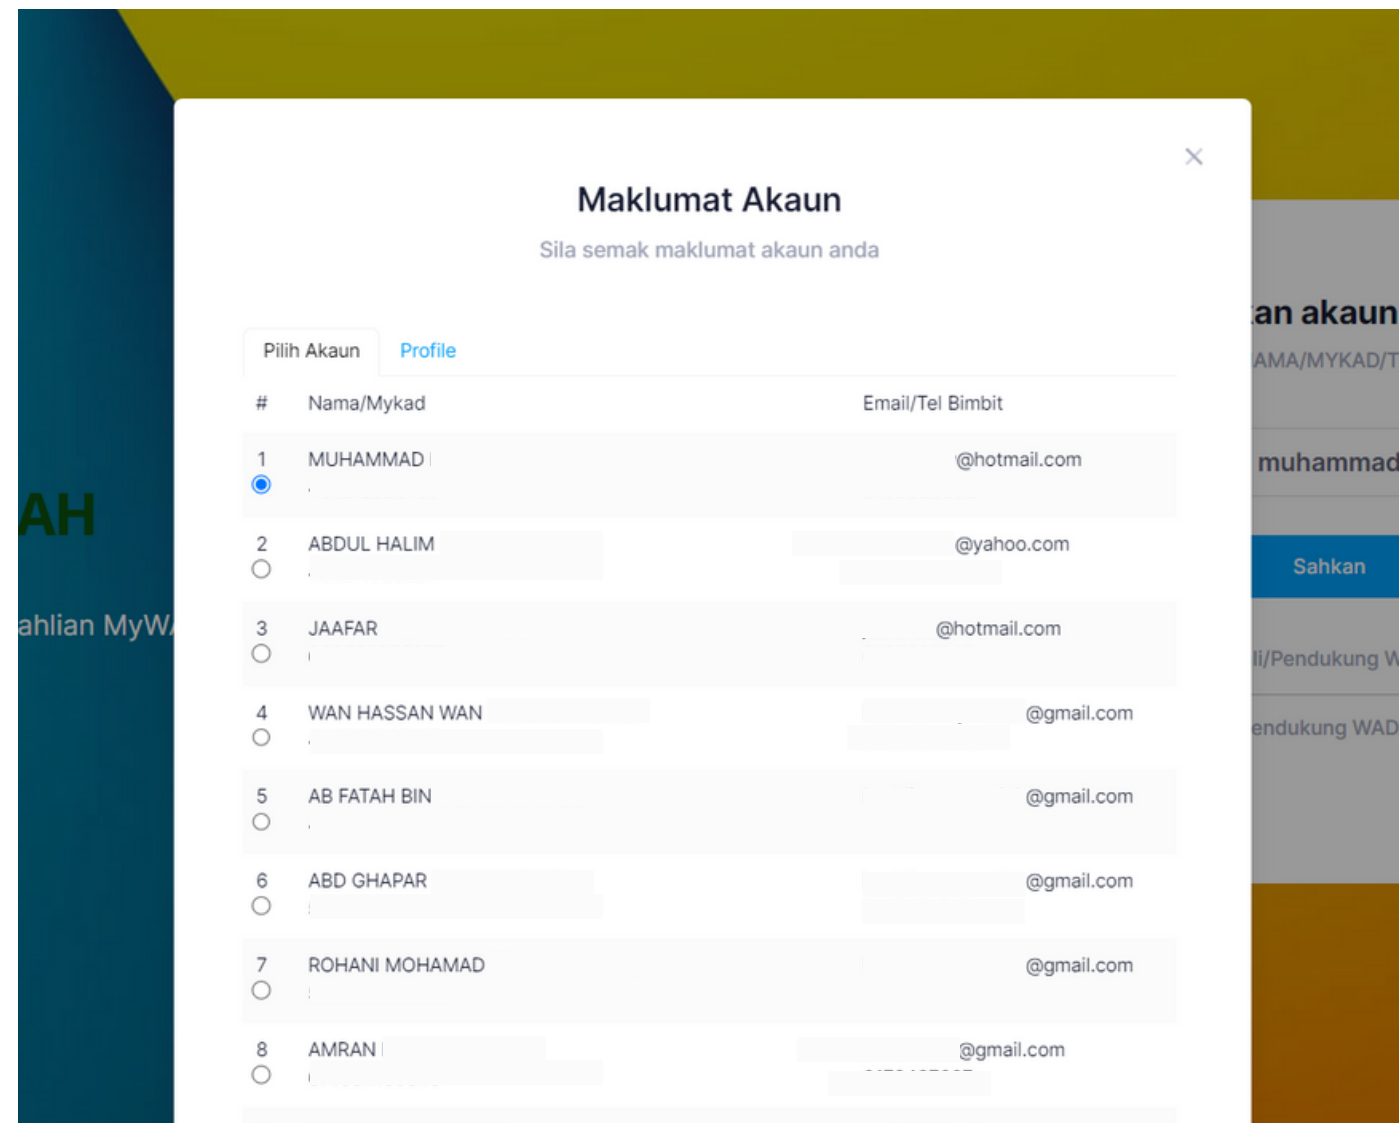 Maklumat Akaun
Sila semak maklumat akaun anda
Pilih Akaun Profile
# Nama/Mykad Email/Tel Bimbit
1 MUHAMMAD @hotmail.com
2 ABDUL HALIM @yahoo.com
3 JAAFAR @hotmail.com
4 WAN HASSAN WAN @gmail.com
5 AB FATAH BIN @gmail.com
6 ABD GHAPAR @gmail.com
7 ROHANI MOHAMAD @gmail.com
8 AMRAN @gmail.com
AH
ahlian MyWA
an akaun
AMA/MYKAD/T
muhammad
Sahkan
li/Pendukung W
endukung WAD